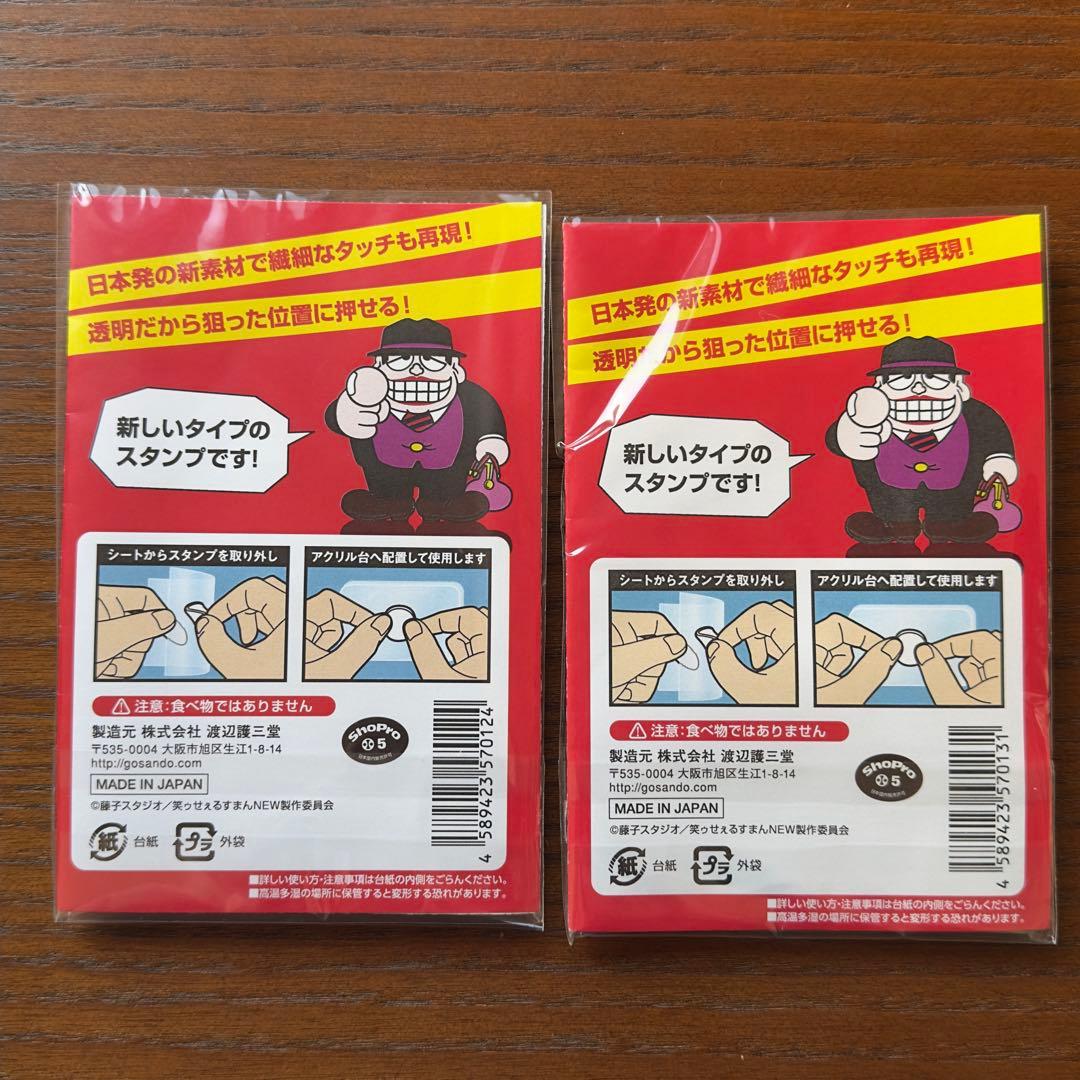 日本発の新素材で繊細なタッチも再現！
透明だから狙った位置に押せる！
新しいタイプの
スタンプです！
シートからスタンプを取り外し
アクリル台へ配置して使用します
注意：食べ物ではありません
製造元 株式会社 渡辺護三堂
〒535-0004 大阪市旭区生江1-8-14
http://gosando.com
MADE IN JAPAN
©藤子スタジオ／笑ゥせぇるすまんNEW製作委員会
ShoPro
5
日本国内販売許可
紙 台紙
プラ 外袋
4 589423 570124
■詳しい使い方・注意事項は台紙の内側をごらんください。
■高温多湿の場所に保管すると変形する恐れがあります。
日本発の新素材で繊細なタッチも再現！
透明だから狙った位置に押せる！
新しいタイプの
スタンプです！
シートからスタンプを取り外し
アクリル台へ配置して使用します
注意：食べ物ではありません
製造元 株式会社 渡辺護三堂
〒535-0004 大阪市旭区生江1-8-14
http://gosando.com
MADE IN JAPAN
©藤子スタジオ／笑ゥせぇるすまんNEW製作委員会
ShoPro
5
日本国内販売許可
紙 台紙
プラ 外袋
4 589423 570131
■詳しい使い方・注意事項は台紙の内側をごらんください。
■高温多湿の場所に保管すると変形する恐れがあります。